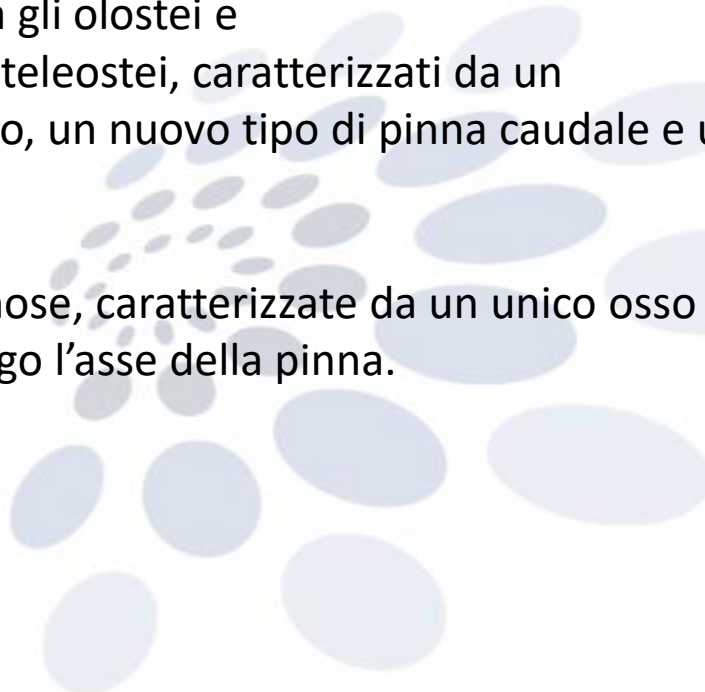 gli olostei e
teleostei, caratterizzati da un
o, un nuovo tipo di pinna caudale e
nose, caratterizzate da un unico osso
go l’asse della pinna.